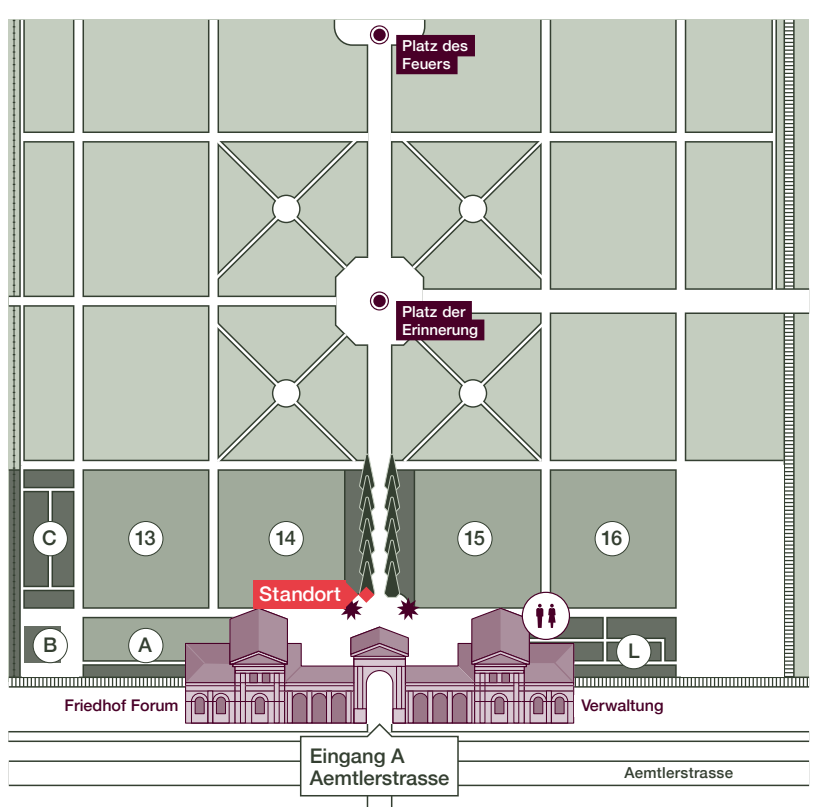 Platz des
Feuers
Platz der
Erinnerung
C
13
14
15
16
Standort
B
A
L
Friedhof Forum
Verwaltung
Eingang A
Aemtlerstrasse
Aemtlerstrasse